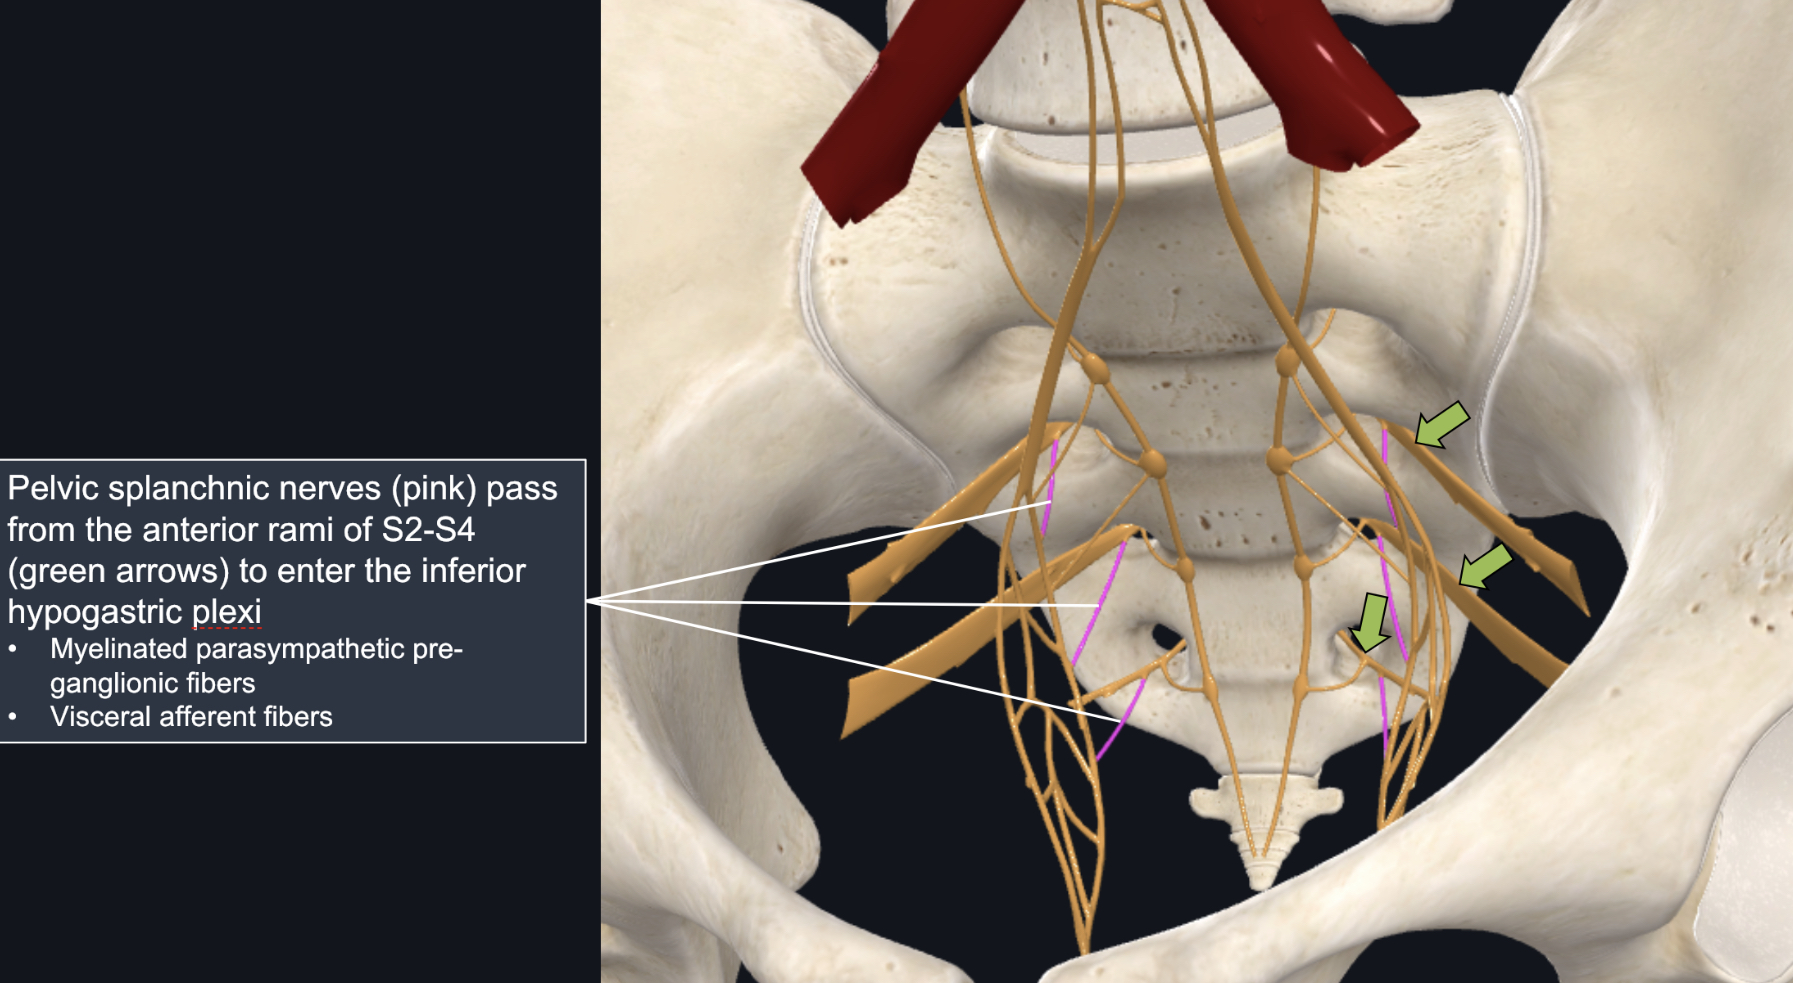 Pelvic splanchnic nerves (pink) pass
from the anterior rami of S2-S4
(green arrows) to enter the inferior
hypogastric plexi
• Myelinated parasympathetic pre-
ganglionic fibers
• Visceral afferent fibers